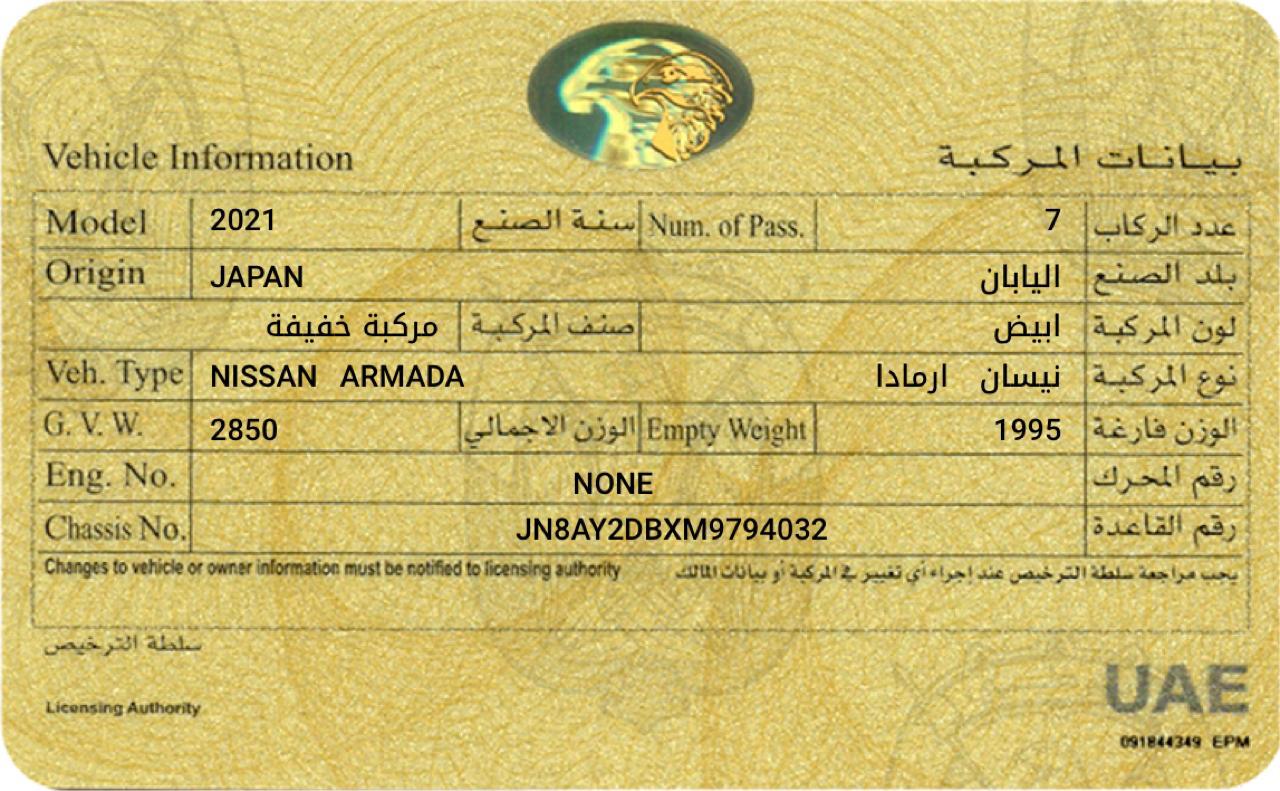 Vehicle Information بيانات المركبة
Model 2021 سنة الصنع Num. of Pass. 7 عدد الركاب
Origin JAPAN اليابان بلد الصنع
مركبة خفيفة صنف المركبة ابيض لون المركبة
Veh. Type NISSAN ARMADA نيسان ارمادا نوع المركبة
G. V. W. 2850 الوزن الاجمالي Empty Weight 1995 الوزن فارغة
Eng. No. NONE رقم المحرك
Chassis No. JN8AY2DBXM9794032 رقم القاعدة
Changes to vehicle or owner information must be notified to licensing authority يجب مراجعة سلطة الترخيص عند اجراء أي تغيير في المركبة أو بيانات المالك
سلطة الترخيص
Licensing Authority
UAE
091844349 EPM